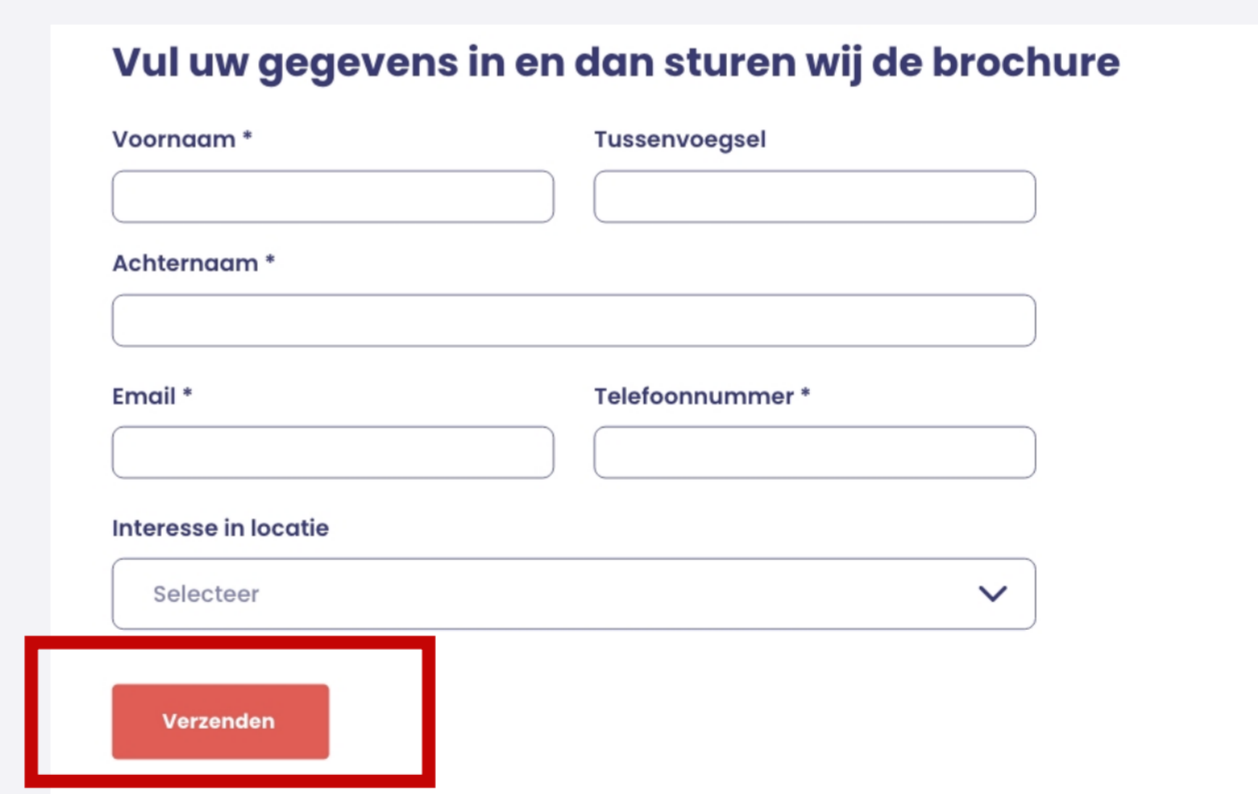 Vul uw gegevens in en dan sturen wij de brochure
Voornaam * Tussenvoegsel
Achternaam *
Email * Telefoonnummer *
Interesse in locatie
Selecteer
Verzenden